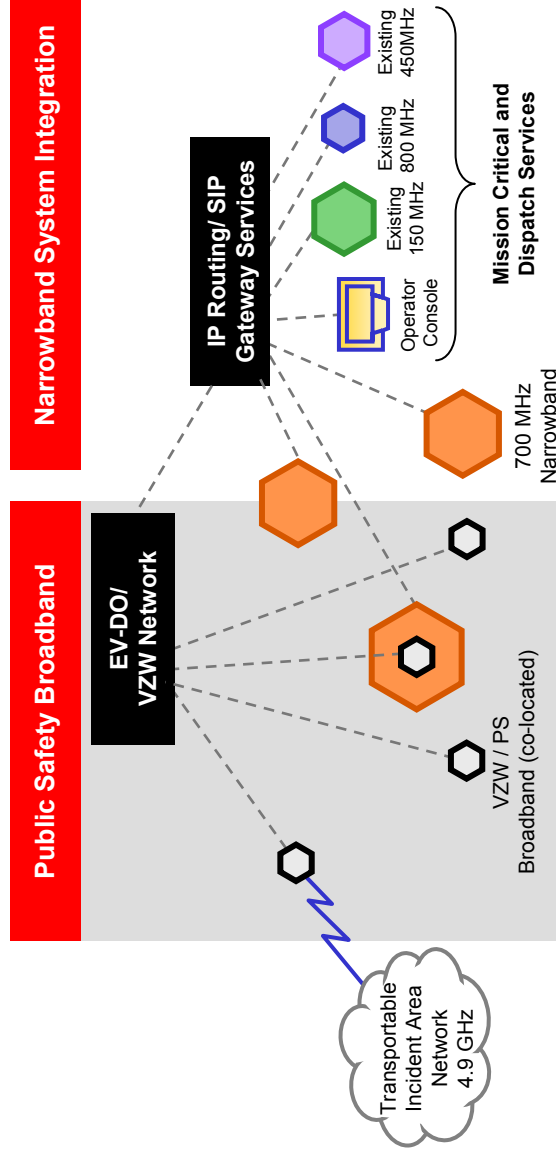 Public Safety Broadband
Narrowband System Integration
EV-DO/
VZW Network
IP Routing/ SIP
Gateway Services
Transportable
Incident Area
Network
4.9 GHz
VZW / PS
Broadband (co-located)
700 MHz
Narrowband
Operator
Console
Existing
150 MHz
Existing
800 MHz
Existing
450MHz
Mission Critical and
Dispatch Services